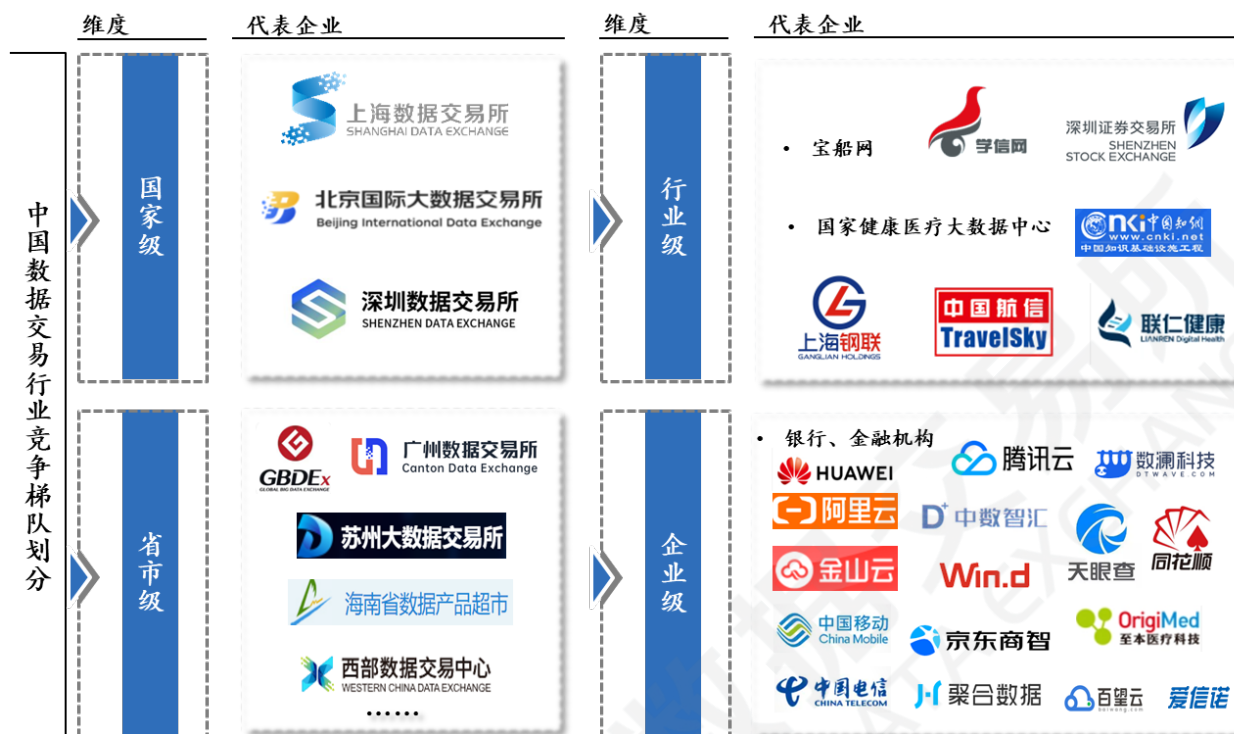 维度
代表企业
维度
代表企业
中国数据交易行业竞争梯队划分
国家级
上海数据交易所
SHANGHAI DATA EXCHANGE
北京国际大数据交易所
Beijing International Data Exchange
深圳数据交易所
SHENZHEN DATA EXCHANGE
行业级
• 宝船网
学信网
深圳证券交易所
SHENZHEN
STOCK EXCHANGE
• 国家健康医疗大数据中心
cnki中国知网
www.cnki.net
中国知识基础设施工程
上海钢联
GANGLIAN HOLDINGS
中国航信
TravelSky
联仁健康
LIANREN Digital Health
省市级
GBDEx
GLOBAL BIG DATA EXCHANGE
广州数据交易所
Canton Data Exchange
苏州大数据交易所
海南省数据产品超市
西部数据交易中心
WESTERN CHINA DATA EXCHANGE
······
企业级
• 银行、金融机构
HUAWEI
腾讯云
数澜科技
DTWAVE.COM
阿里云
D+ 中数智汇
天眼查
同花顺
金山云
Win.d
中国移动
China Mobile
京东商智
OrigiMed
至本医疗科技
中国电信
CHINA TELECOM
聚合数据
百望云
baiwang.com
爱信诺
数据交易所
DATA EXCHANGE